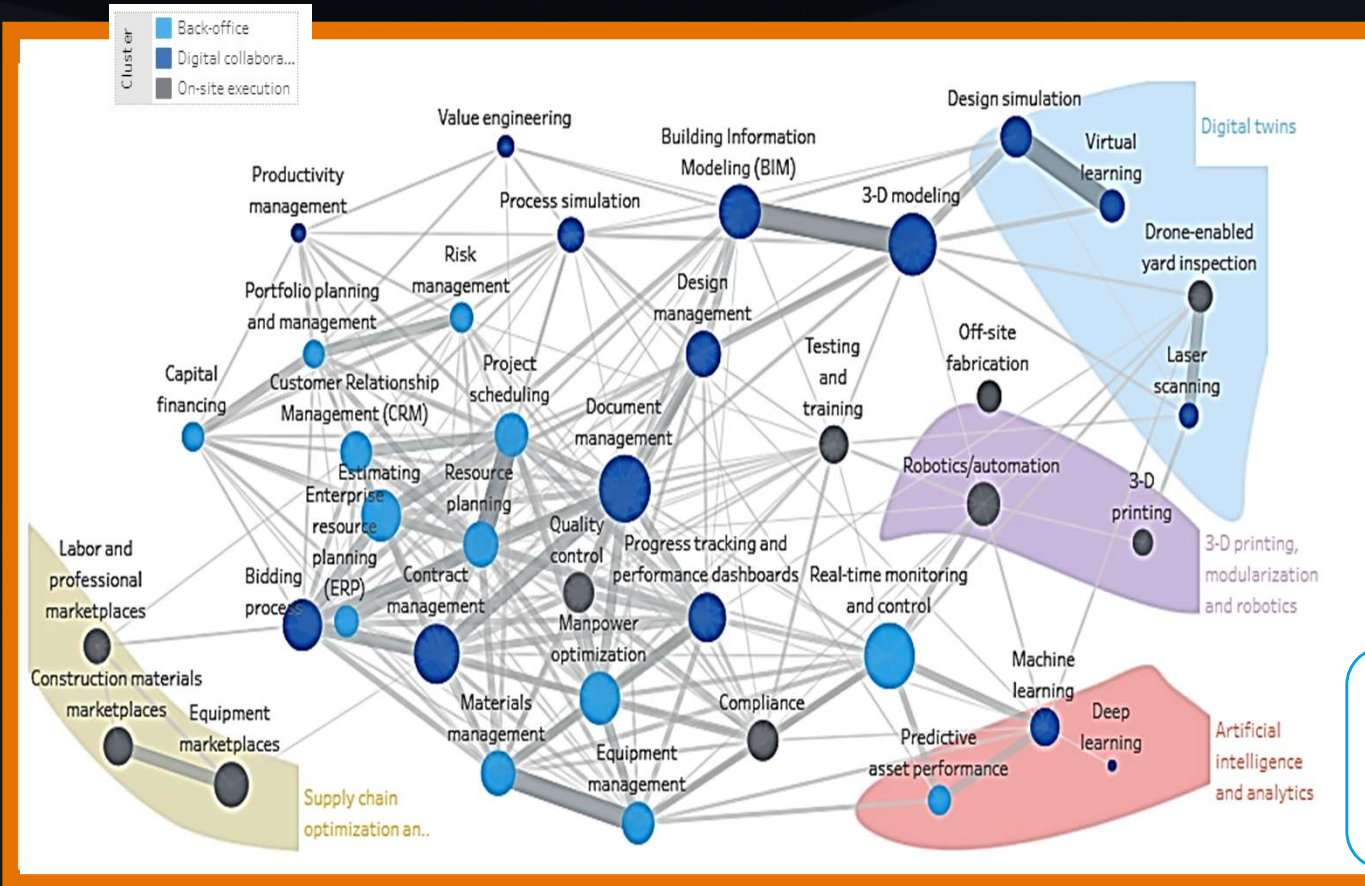 Cluster
Back-office
Digital collabora...
On-site execution
Value engineering
Building Information
Modeling (BIM)
Design simulation
Digital twins
Virtual
learning
Productivity
management
Process simulation
3-D modeling
Drone-enabled
yard inspection
Risk
management
Portfolio planning
and management
Design
management
Off-site
fabrication
Testing
and
training
Laser
scanning
Capital
financing
Customer Relationship
Management (CRM)
Project
scheduling
Document
management
Estimating
Resource
planning
Robotics/automation
3-D
printing
Enterprise
resource
planning
(ERP)
Quality
control
Progress tracking and
performance dashboards
Real-time monitoring
and control
3-D printing,
modularization
and robotics
Labor and
professional
marketplaces
Bidding
process
Contract
management
Manpower
optimization
Construction materials
marketplaces
Equipment
marketplaces
Materials
management
Equipment
management
Compliance
Machine
learning
Deep
learning
Predictive
asset performance
Artificial
intelligence
and analytics
Supply chain
optimization an..